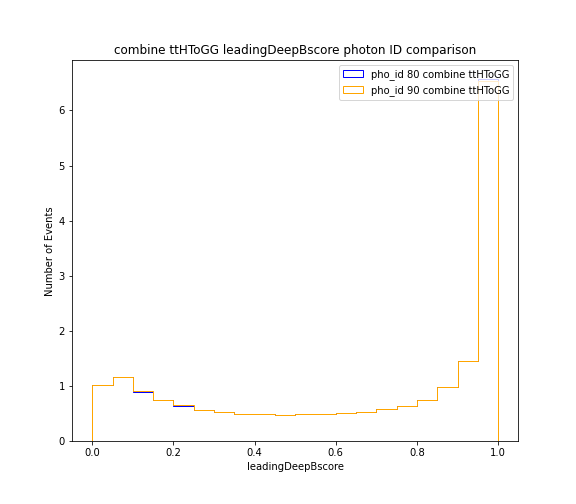 combine ttHToGG leadingDeepBscore photon ID comparison
pho_id 80 combine ttHToGG
pho_id 90 combine ttHToGG
Number of Events
6
5
4
3
2
1
0
0.0 0.2 0.4 0.6 0.8 1.0
leadingDeepBscore